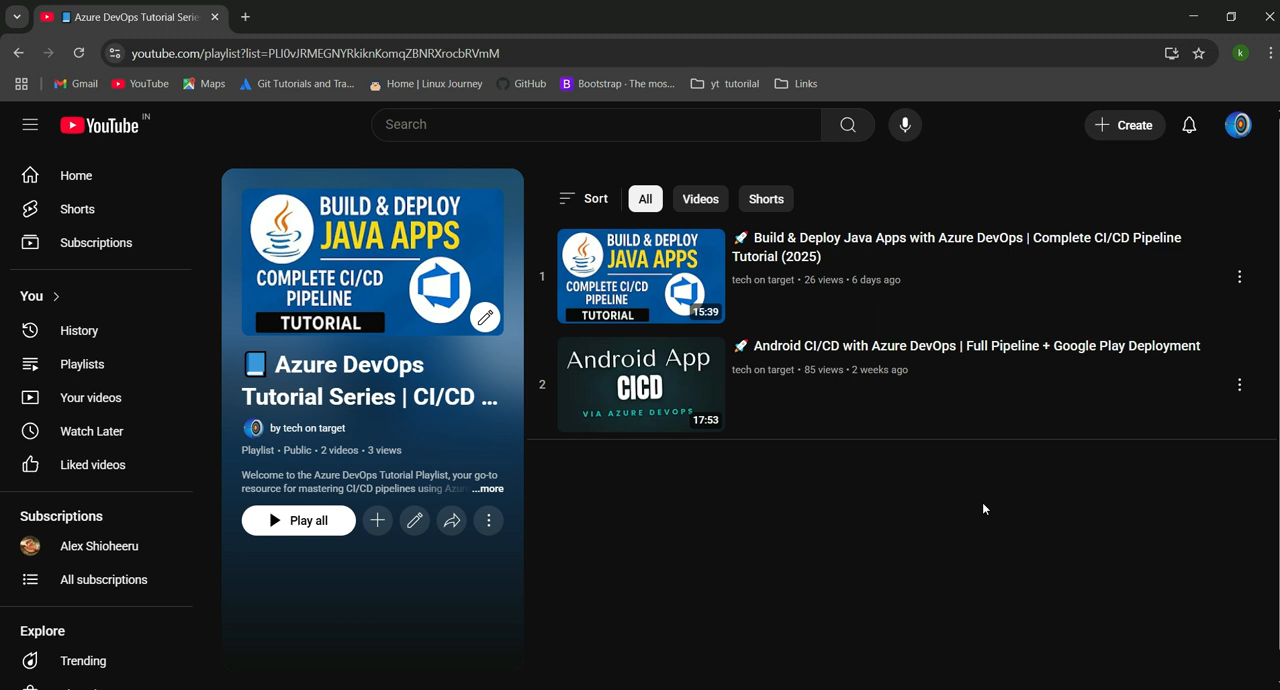 Azure DevOps Tutorial Serie
youtube.com/playlist?list=PLI0vJRMEGNYRkiknKomqZBNRXrocbRVmM
k
Gmail
YouTube
Maps
Git Tutorials and Tra...
Home | Linux Journey
GitHub
B
Bootstrap · The mos...
yt tutorilal
Links
YouTube IN
Search
Create
Home
Shorts
Subscriptions
You
History
Playlists
Your videos
Watch Later
Liked videos
Subscriptions
Alex Shioheeru
All subscriptions
Explore
Trending
BUILD & DEPLOY
JAVA APPS
COMPLETE CI/CD
PIPELINE
TUTORIAL
📘 Azure DevOps
Tutorial Series | CI/CD ...
by tech on target
Playlist • Public • 2 videos • 3 views
Welcome to the Azure DevOps Tutorial Playlist, your go-to
resource for mastering CI/CD pipelines using Azure ...more
Play all
Sort
All
Videos
Shorts
1
BUILD & DEPLOY
JAVA APPS
COMPLETE CI/CD
PIPELINE
TUTORIAL
15:39
🚀 Build & Deploy Java Apps with Azure DevOps | Complete CI/CD Pipeline
Tutorial (2025)
tech on target • 26 views • 6 days ago
2
Android App
CICD
VIA AZURE DEVOPS
17:53
🚀 Android CI/CD with Azure DevOps | Full Pipeline + Google Play Deployment
tech on target • 85 views • 2 weeks ago